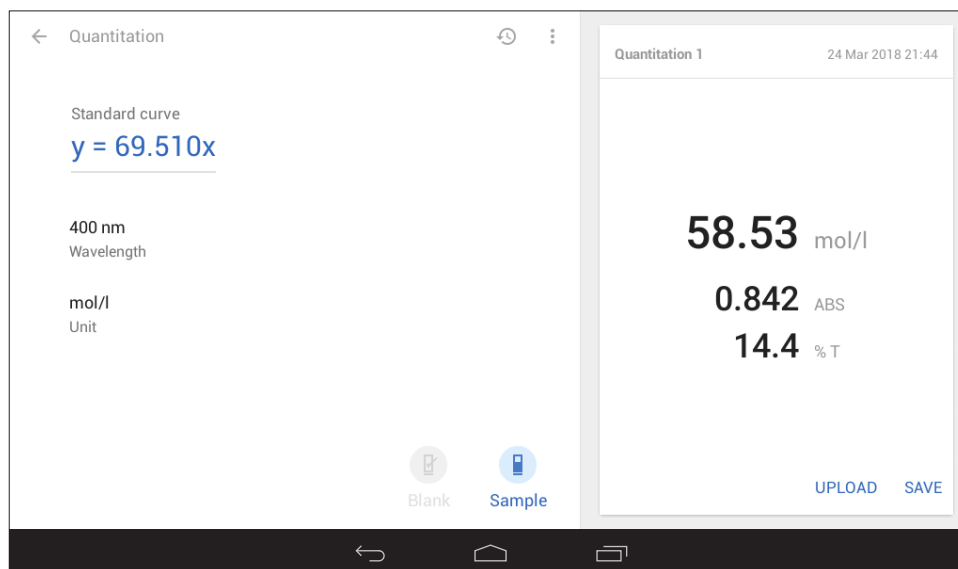 Quantitation
Standard curve
y = 69.510x
400 nm
Wavelength
mol/l
Unit
Blank
Sample
Quantitation 1
24 Mar 2018 21:44
58.53 mol/l
0.842 ABS
14.4 % T
UPLOAD SAVE